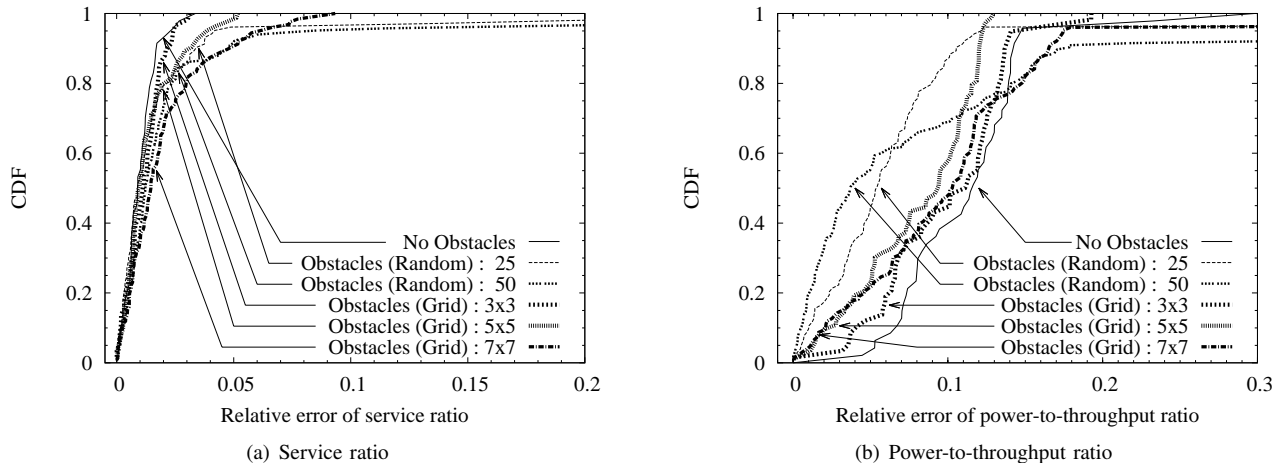 CDF
1
0.8
0.6
0.4
0.2
0
0
0.05
0.1
0.15
0.2
Relative error of service ratio
No Obstacles
Obstacles (Random) : 25
Obstacles (Random) : 50
Obstacles (Grid) : 3x3
Obstacles (Grid) : 5x5
Obstacles (Grid) : 7x7
(a) Service ratio
CDF
1
0.8
0.6
0.4
0.2
0
0
0.1
0.2
0.3
Relative error of power-to-throughput ratio
No Obstacles
Obstacles (Random) : 25
Obstacles (Random) : 50
Obstacles (Grid) : 3x3
Obstacles (Grid) : 5x5
Obstacles (Grid) : 7x7
(b) Power-to-throughput ratio